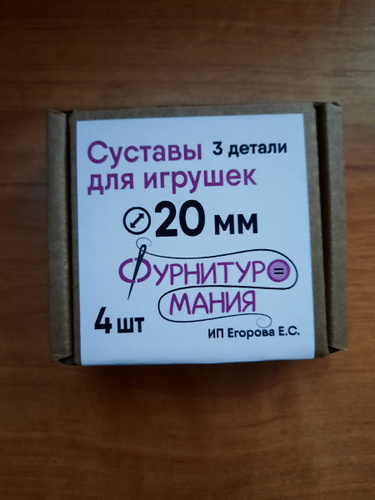 Суставы 3 детали
для игрушек
20 мм
ФУРНИТУРО
МАНИЯ
4 шт
ИП Егорова Е.С.